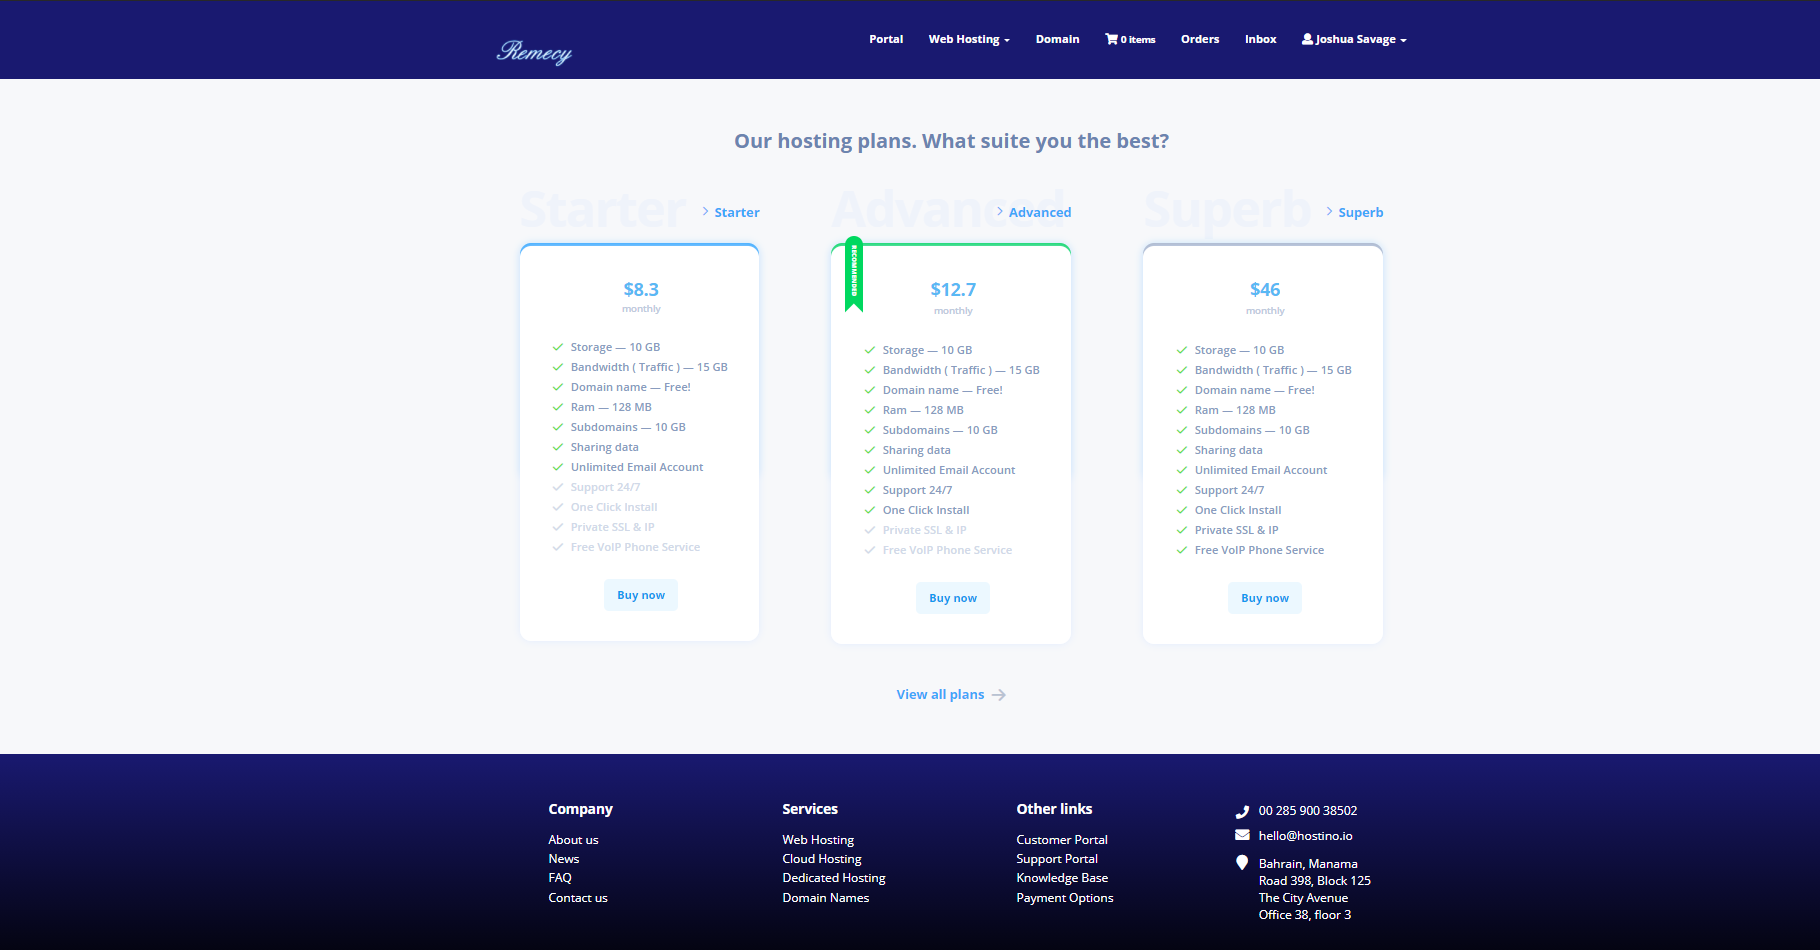 Remecy
Portal
Web Hosting
Domain
0 items
Orders
Inbox
Joshua Savage
Our hosting plans. What suite you the best?
Starter
Starter
$8.3
monthly
Storage — 10 GB
Bandwidth ( Traffic ) — 15 GB
Domain name — Free!
Ram — 128 MB
Subdomains — 10 GB
Sharing data
Unlimited Email Account
Support 24/7
One Click Install
Private SSL & IP
Free VoIP Phone Service
Buy now
Advanced
Advanced
RECOMMENDED
$12.7
monthly
Storage — 10 GB
Bandwidth ( Traffic ) — 15 GB
Domain name — Free!
Ram — 128 MB
Subdomains — 10 GB
Sharing data
Unlimited Email Account
Support 24/7
One Click Install
Private SSL & IP
Free VoIP Phone Service
Buy now
Superb
Superb
$46
monthly
Storage — 10 GB
Bandwidth ( Traffic ) — 15 GB
Domain name — Free!
Ram — 128 MB
Subdomains — 10 GB
Sharing data
Unlimited Email Account
Support 24/7
One Click Install
Private SSL & IP
Free VoIP Phone Service
Buy now
View all plans
Company
About us
News
FAQ
Contact us
Services
Web Hosting
Cloud Hosting
Dedicated Hosting
Domain Names
Other links
Customer Portal
Support Portal
Knowledge Base
Payment Options
00 285 900 38502
hello@hostino.io
Bahrain, Manama
Road 398, Block 125
The City Avenue
Office 38, floor 3